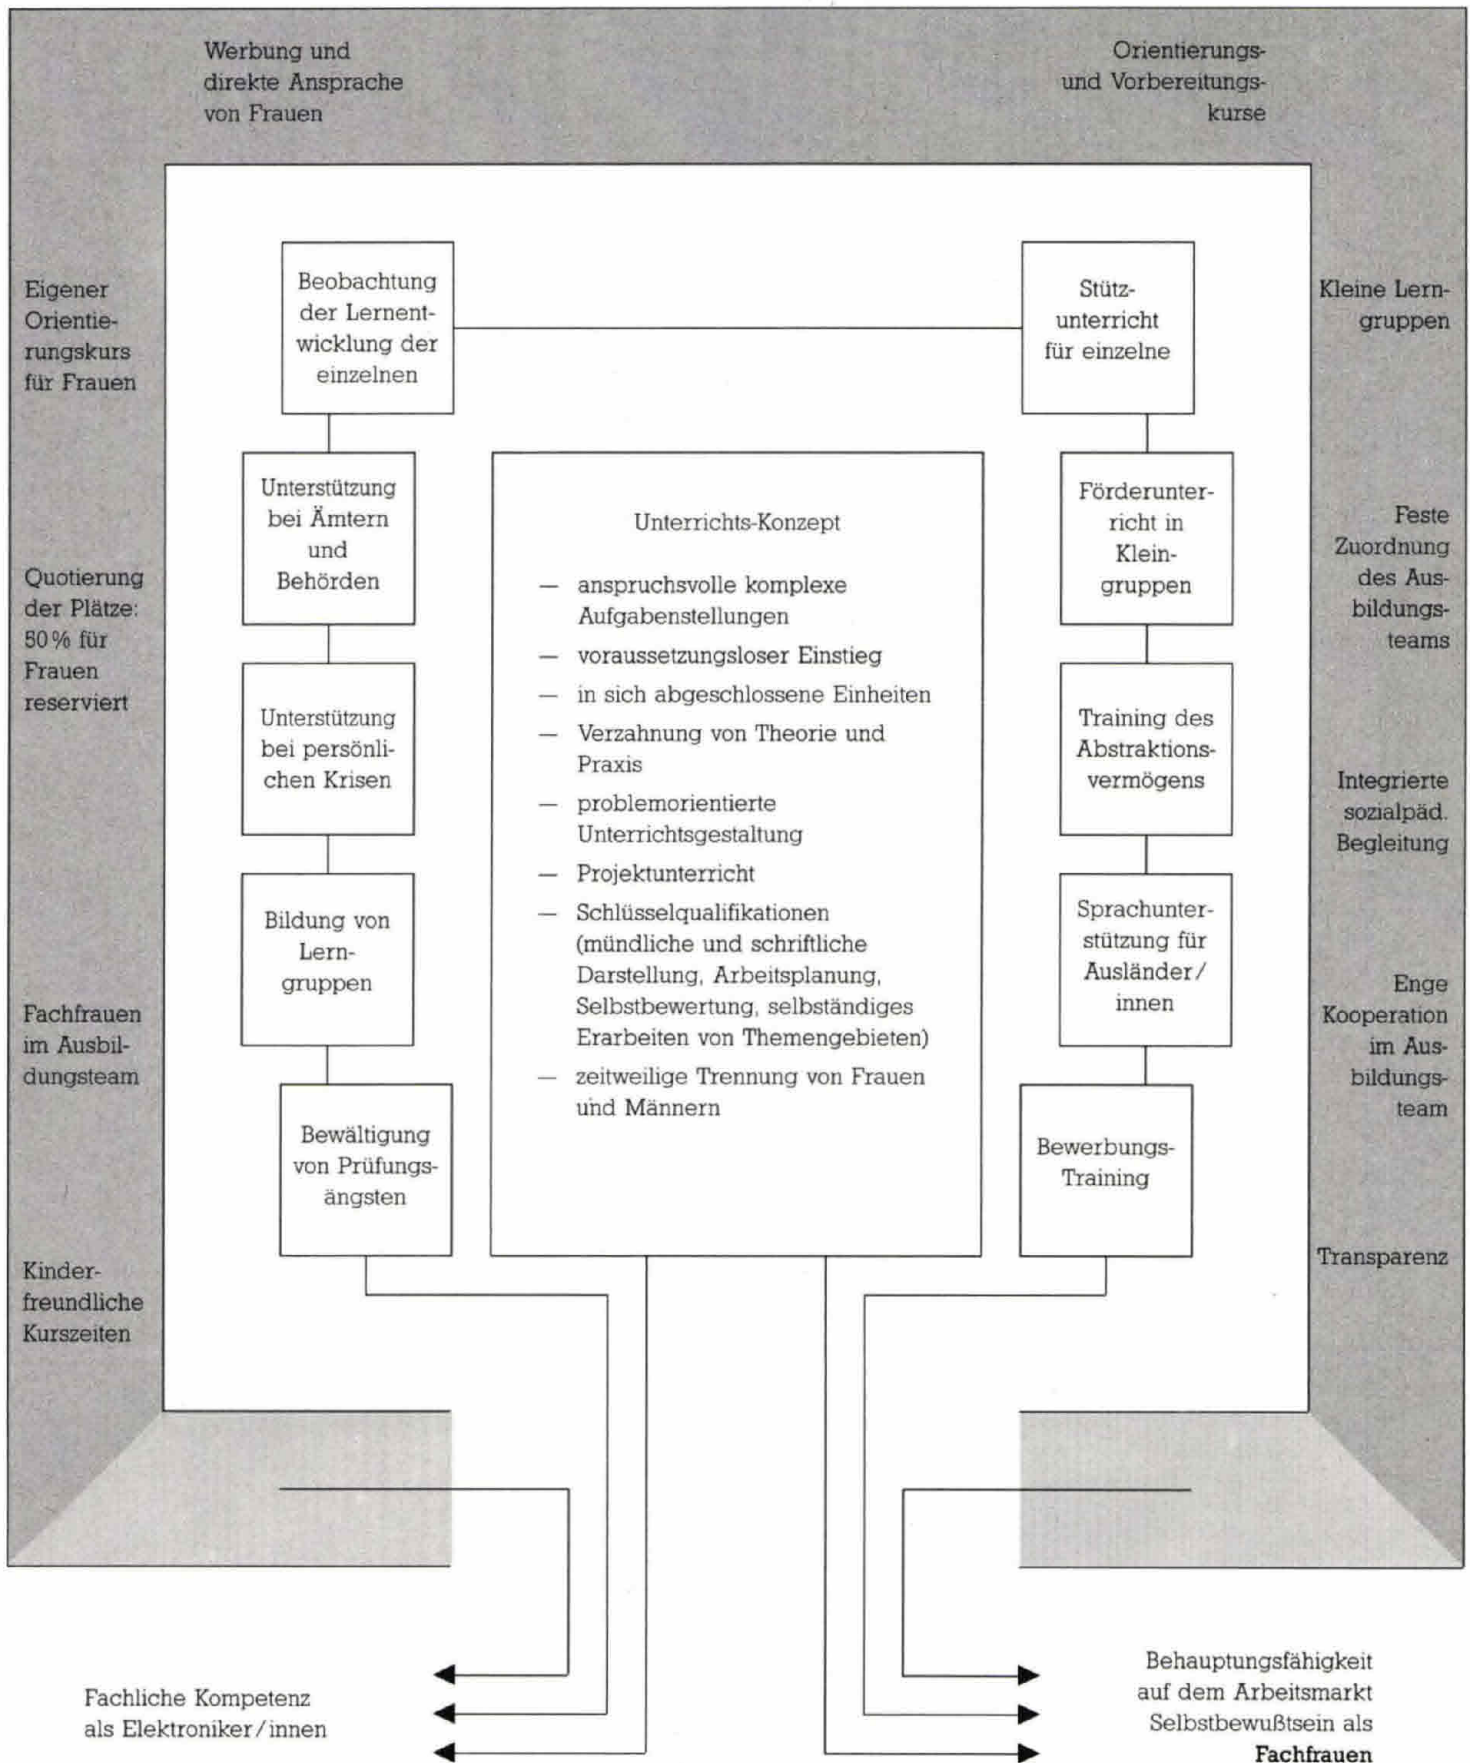 Werbung und
direkte Ansprache
von Frauen
Orientierungs-
und Vorbereitungs-
kurse
Eigener
Orientie-
rungskurs
für Frauen
Quotierung
der Plätze:
50% für
Frauen
reserviert
Fachfrauen
im Ausbil-
dungsteam
Kinder-
freundliche
Kurszeiten
Beobachtung
der Lernent-
wicklung der
einzelnen
Unterstützung
bei Ämtern
und
Behörden
Unterstützung
bei persönli-
chen Krisen
Bildung von
Lern-
gruppen
Bewältigung
von Prüfungs-
ängsten
Unterrichts-Konzept
— anspruchsvolle komplexe
Aufgabenstellungen
— voraussetzungsloser Einstieg
— in sich abgeschlossene Einheiten
— Verzahnung von Theorie und
Praxis
— problemorientierte
Unterrichtsgestaltung
— Projektunterricht
— Schlüsselqualifikationen
(mündliche und schriftliche
Darstellung, Arbeitsplanung,
Selbstbewertung, selbständiges
Erarbeiten von Themengebieten)
— zeitweilige Trennung von Frauen
und Männern
Stütz-
unterricht
für einzelne
Förderunter-
richt in
Klein-
gruppen
Training des
Abstraktions-
vermögens
Sprachunter-
stützung für
Ausländer/
innen
Bewerbungs-
Training
Kleine Lern-
gruppen
Feste
Zuordnung
des Aus-
bildungs-
teams
Integrierte
sozialpäd.
Begleitung
Enge
Kooperation
im Aus-
bildungs-
team
Transparenz
Fachliche Kompetenz
als Elektroniker/innen
Behauptungsfähigkeit
auf dem Arbeitsmarkt
Selbstbewußtsein als
Fachfrauen